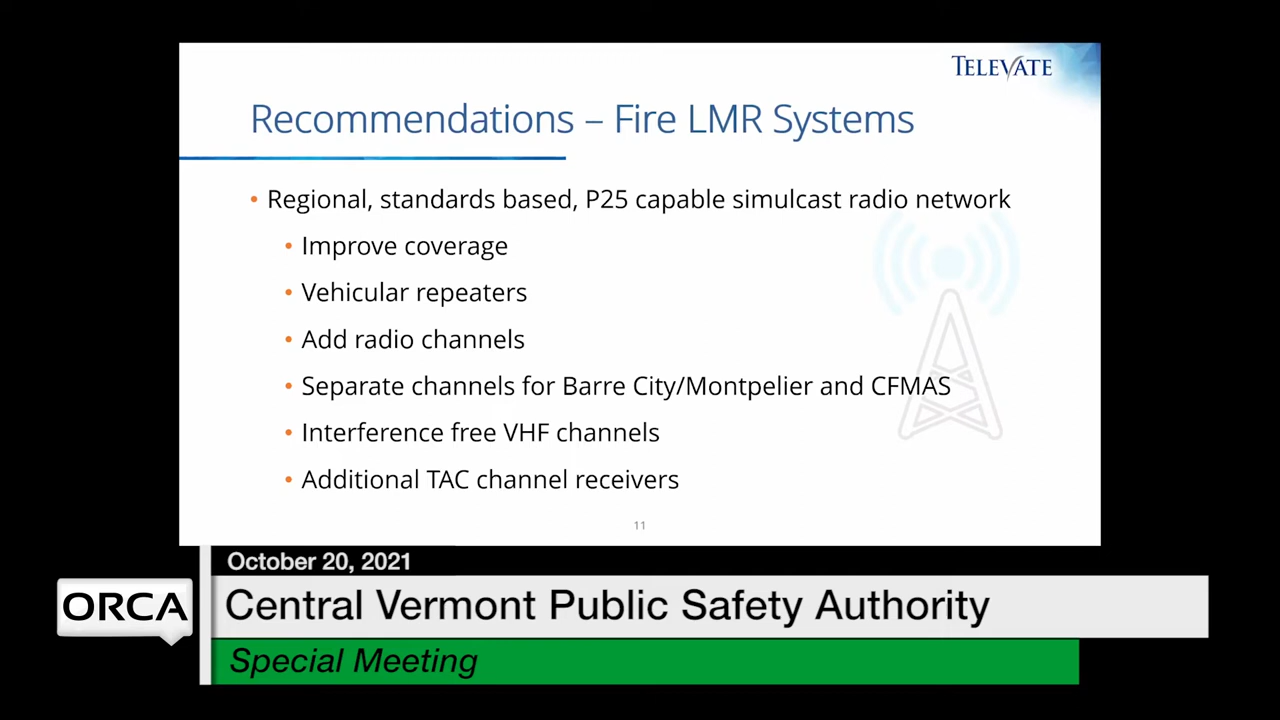 TELEVATE
Recommendations – Fire LMR Systems
• Regional, standards based, P25 capable simulcast radio network
• Improve coverage
• Vehicular repeaters
• Add radio channels
• Separate channels for Barre City/Montpelier and CFMAS
• Interference free VHF channels
• Additional TAC channel receivers
11
October 20, 2021
ORCA
Central Vermont Public Safety Authority
Special Meeting